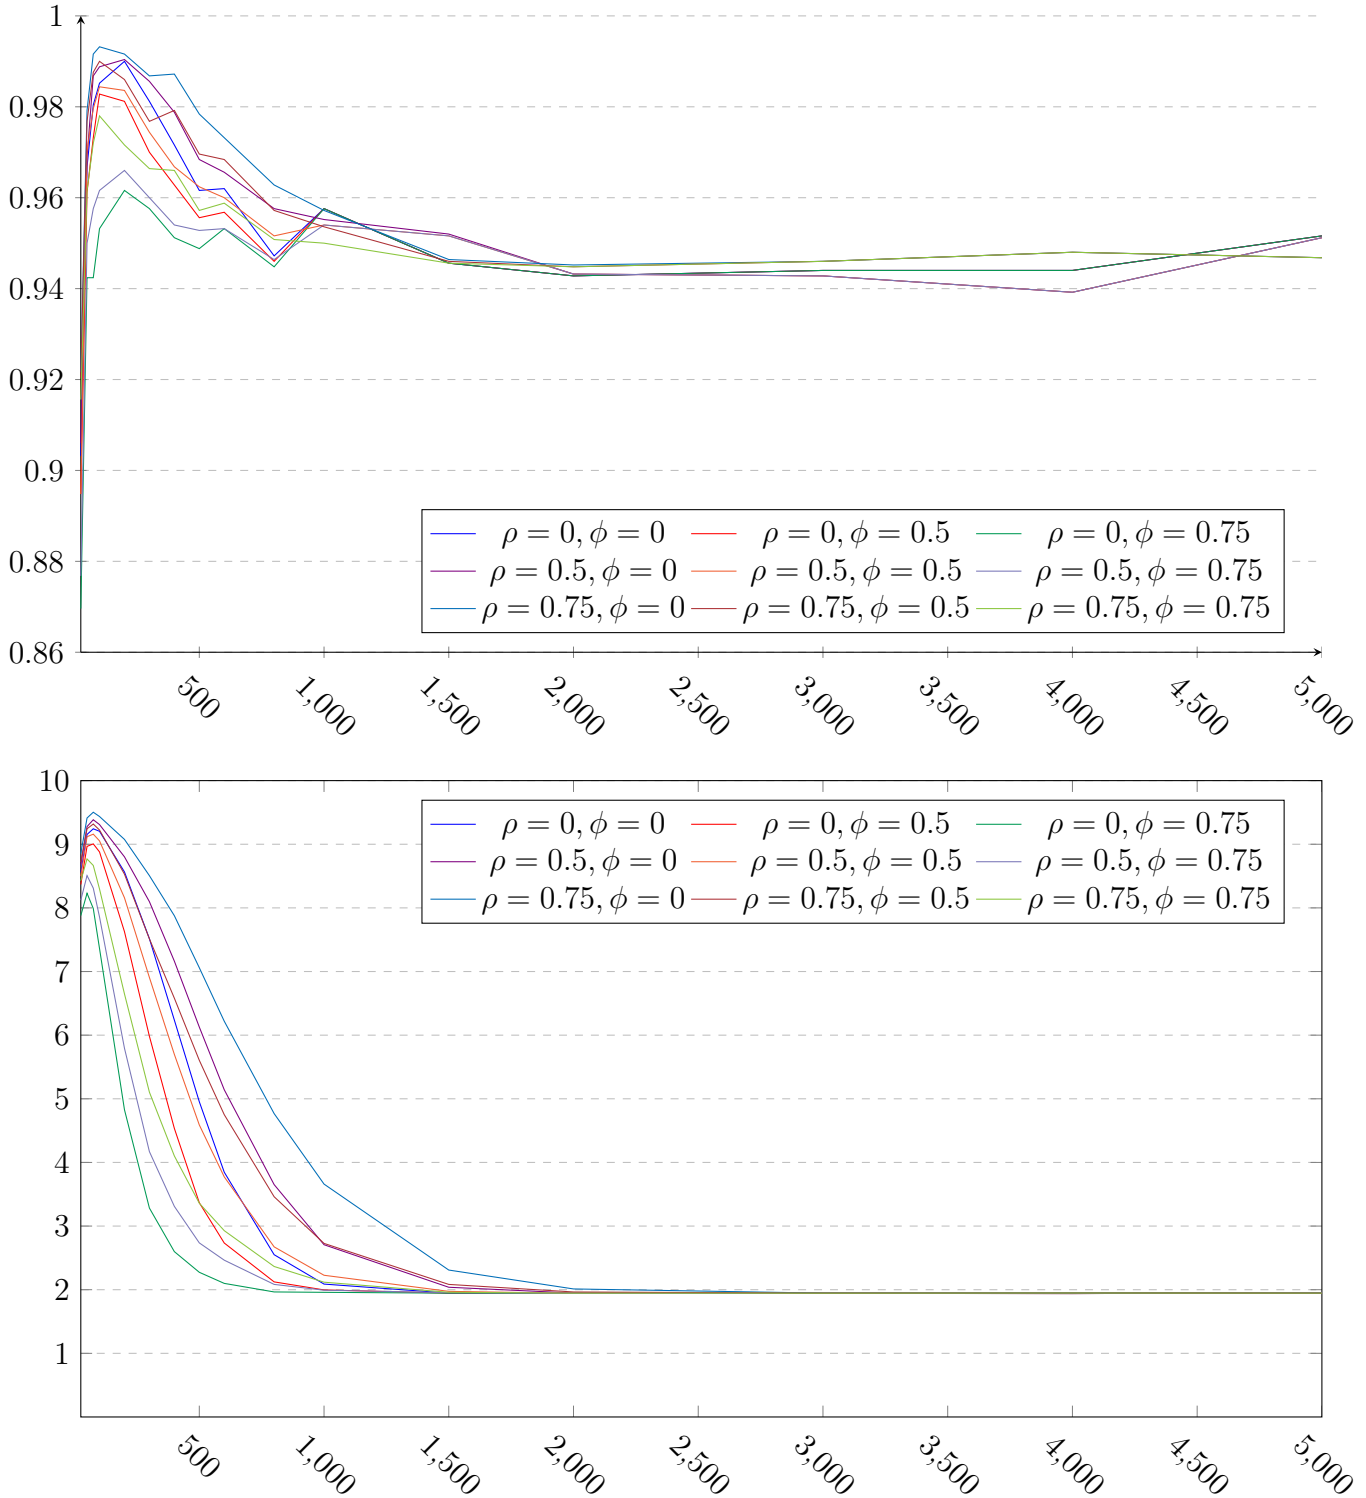 1
0.98
0.96
0.94
0.92
0.9
0.88
0.86
ρ = 0, ϕ = 0 ρ = 0, ϕ = 0.5 ρ = 0, ϕ = 0.75
ρ = 0.5, ϕ = 0 ρ = 0.5, ϕ = 0.5 ρ = 0.5, ϕ = 0.75
ρ = 0.75, ϕ = 0 ρ = 0.75, ϕ = 0.5 ρ = 0.75, ϕ = 0.75
500 1,000 1,500 2,000 2,500 3,000 3,500 4,000 4,500 5,000
10
9
8
7
6
5
4
3
2
1
ρ = 0, ϕ = 0 ρ = 0, ϕ = 0.5 ρ = 0, ϕ = 0.75
ρ = 0.5, ϕ = 0 ρ = 0.5, ϕ = 0.5 ρ = 0.5, ϕ = 0.75
ρ = 0.75, ϕ = 0 ρ = 0.75, ϕ = 0.5 ρ = 0.75, ϕ = 0.75
500 1,000 1,500 2,000 2,500 3,000 3,500 4,000 4,500 5,000